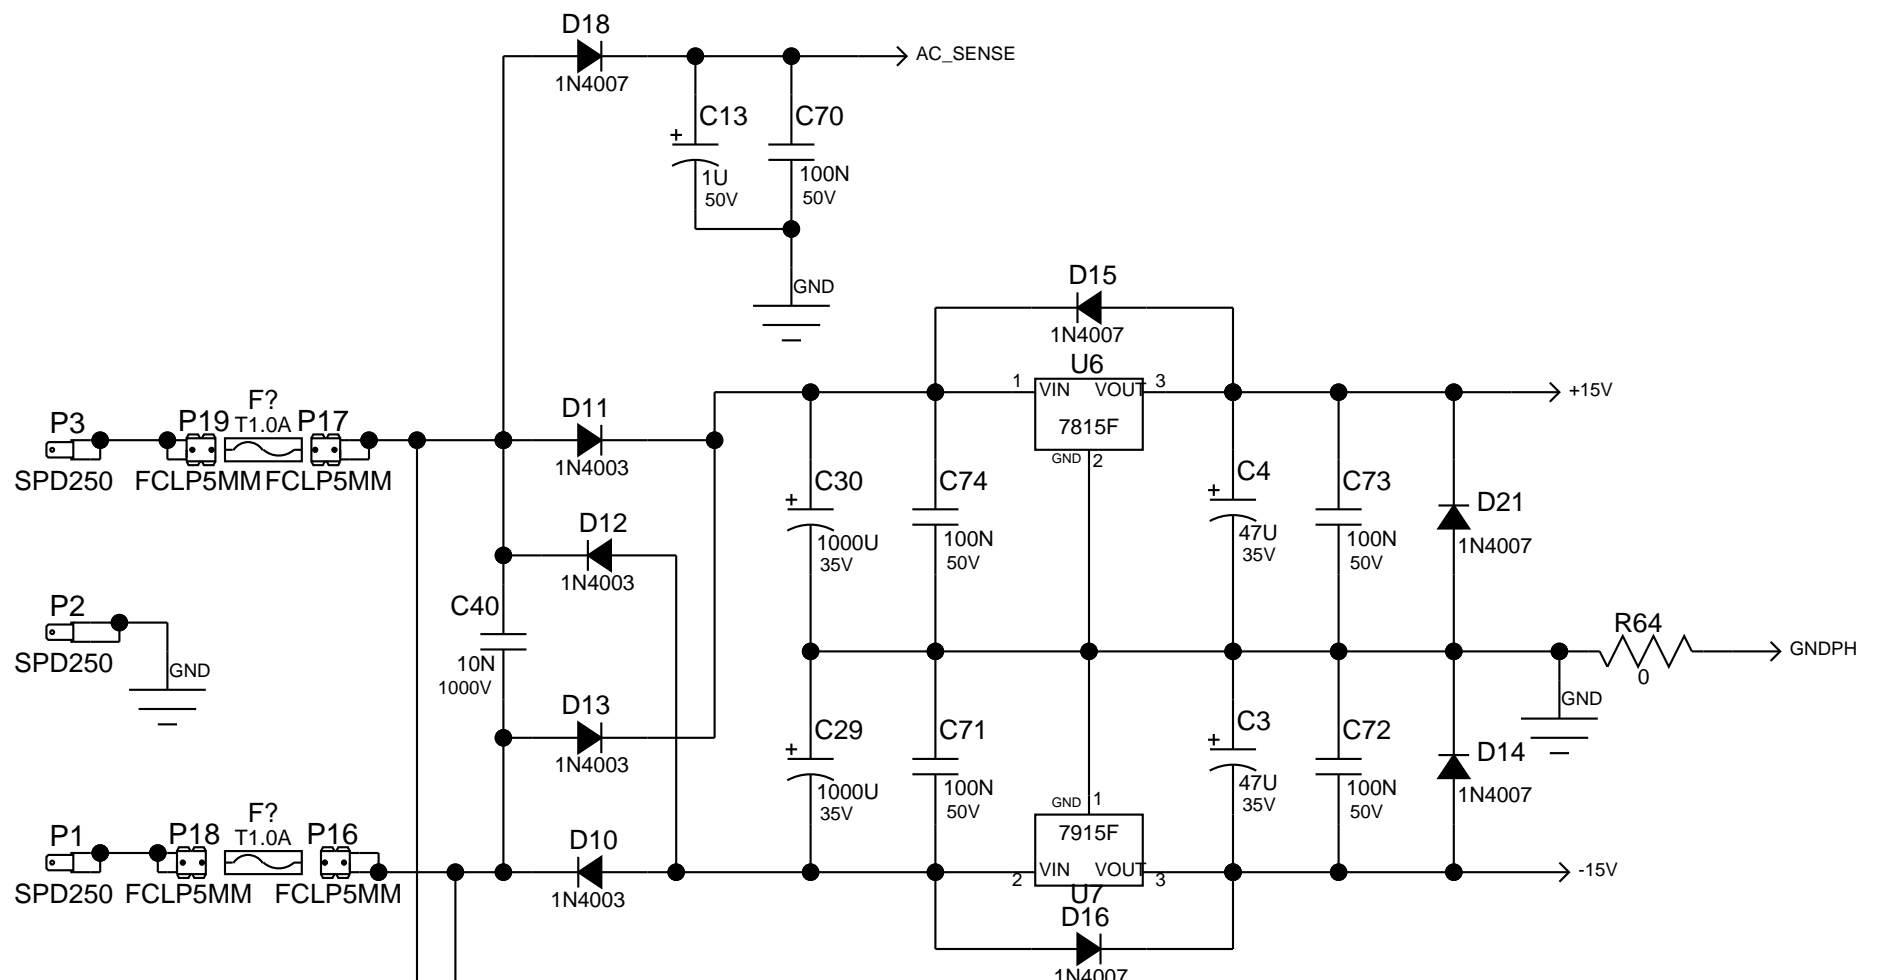 D18
1N4007
AC_SENSE
C13
+
1U
50V
C70
100N
50V
GND
D15
1N4007
U6
1 VIN VOUT 3
7815F
GND 2
+15V
P3
SPD250
P19
FCLP5MM
F?
T1.0A
P17
FCLP5MM
D11
1N4003
D12
1N4003
C40
10N
1000V
D13
1N4003
C30
+
1000U
35V
C74
100N
50V
C4
+
47U
35V
C73
100N
50V
D21
1N4007
P2
SPD250
GND
R64
0
GNDPH
GND
C29
+
1000U
35V
C71
100N
50V
C3
+
47U
35V
C72
100N
50V
D14
1N4007
P1
SPD250
P18
FCLP5MM
F?
T1.0A
P16
FCLP5MM
D10
1N4003
GND 1
7915F
2 VIN VOUT 3
U7
-15V
D16
1N4007